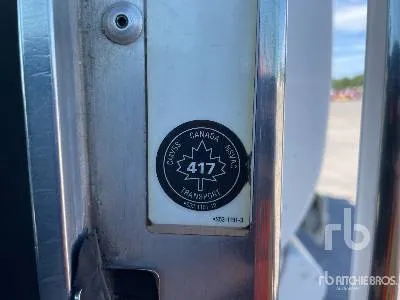 CMVSS CANADA NSVAC
417
TRANSPORT
rb
RITCHIE BROS.